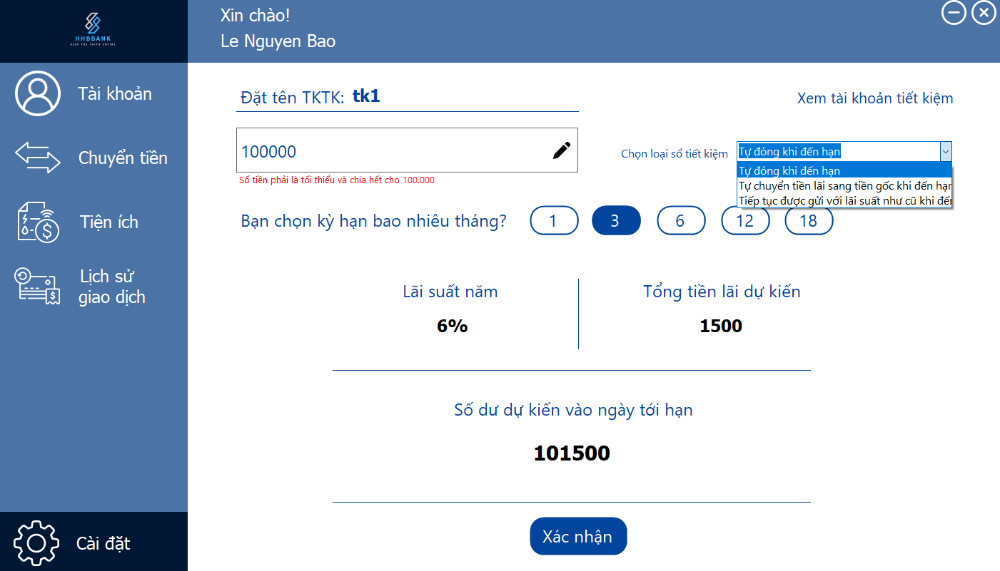 HHBBANK
KEEP THE FAITH ENTIRE
Xin chào!
Le Nguyen Bao
Tài khoản
Chuyển tiền
Tiện ích
Lịch sử
giao dịch
Cài đặt
Đặt tên TKTK: tk1
Xem tài khoản tiết kiệm
100000
Số tiền phải là tối thiểu và chia hết cho 100.000
Chọn loại sổ tiết kiệm
Tự đóng khi đến hạn
Tự đóng khi đến hạn
Tự chuyển tiền lãi sang tiền gốc khi đến hạn
Tiếp tục được gửi với lãi suất như cũ khi đến
Bạn chọn kỳ hạn bao nhiêu tháng? 1 3 6 12 18
Lãi suất năm
6%
Tổng tiền lãi dự kiến
1500
Số dư dự kiến vào ngày tới hạn
101500
Xác nhận